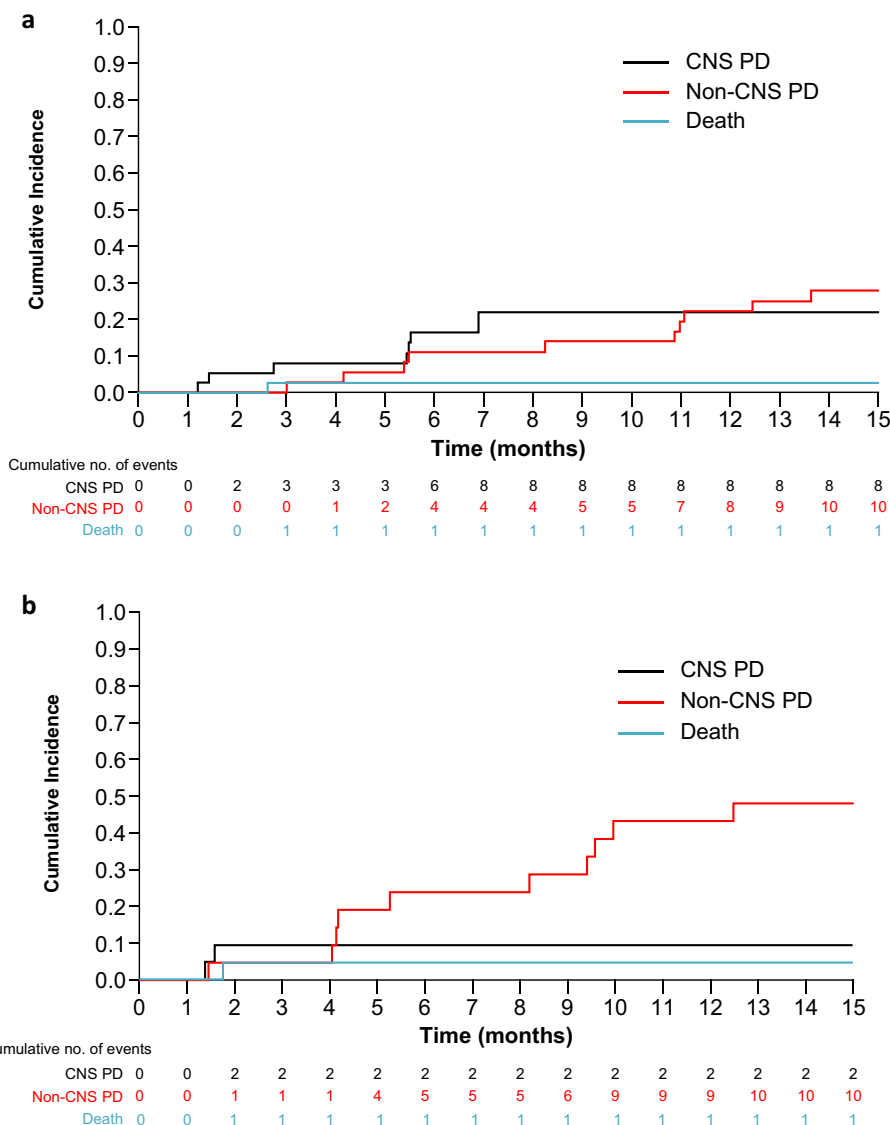 a
1.0
0.9
0.8
0.7
0.6
0.5
0.4
0.3
0.2
0.1
0.0
Cumulative Incidence
CNS PD
Non-CNS PD
Death
0 1 2 3 4 5 6 7 8 9 10 11 12 13 14 15
Time (months)
Cumulative no. of events
CNS PD 0 0 2 3 3 3 6 8 8 8 8 8 8 8 8 8
Non-CNS PD 0 0 0 0 1 2 4 4 4 5 5 7 8 9 10 10
Death 0 0 0 1 1 1 1 1 1 1 1 1 1 1 1 1
b
1.0
0.9
0.8
0.7
0.6
0.5
0.4
0.3
0.2
0.1
0.0
Cumulative Incidence
CNS PD
Non-CNS PD
Death
0 1 2 3 4 5 6 7 8 9 10 11 12 13 14 15
Time (months)
umulative no. of events
CNS PD 0 0 2 2 2 2 2 2 2 2 2 2 2 2 2 2
Non-CNS PD 0 0 1 1 1 4 5 5 5 6 9 9 9 10 10 10
Death 0 0 1 1 1 1 1 1 1 1 1 1 1 1 1 1